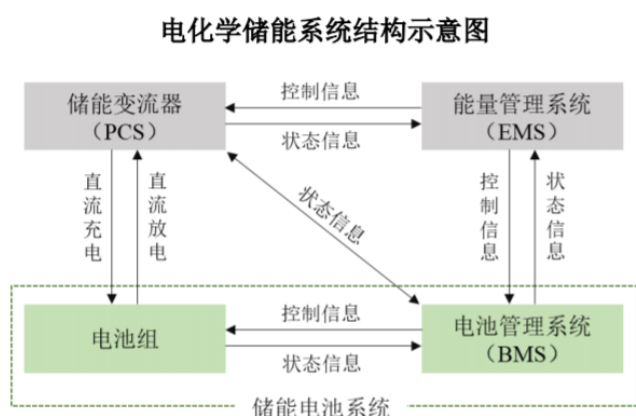 电化学储能系统结构示意图
储能变流器
（PCS）
控制信息
状态信息
能量管理系统
（EMS）
直流充电
直流放电
状态信息
控制信息
状态信息
电池组
控制信息
状态信息
电池管理系统
（BMS）
储能电池系统